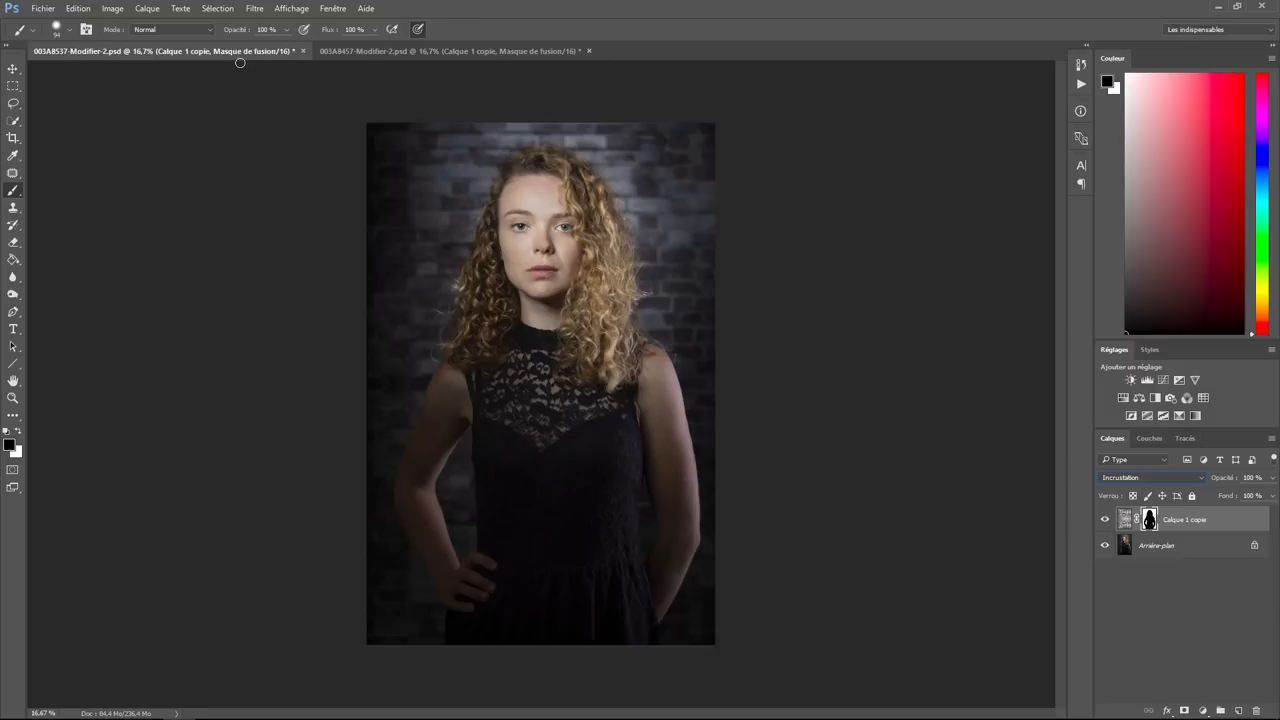 Ps Fichier Edition Image Calque Texte Sélection Filtre Affichage Fenêtre Aide
94 Mode : Normal Opacité : 100 % Flux : 100 % Les indispensables
003A8537-Modifier-2.psd @ 16,7% (Calque 1 copie, Masque de fusion/16) * × 003A8457-Modifier-2.psd @ 16,7% (Calque 1 copie, Masque de fusion/16) * ×
Couleur
Réglages Styles
Ajouter un réglage
Calques Couches Tracés
Type
Incrustation Opacité : 100 %
Verrou : Fond : 100 %
Calque 1 copie
Arrière-plan
16.67 % Doc : 84,4 Mo/236,4 Mo